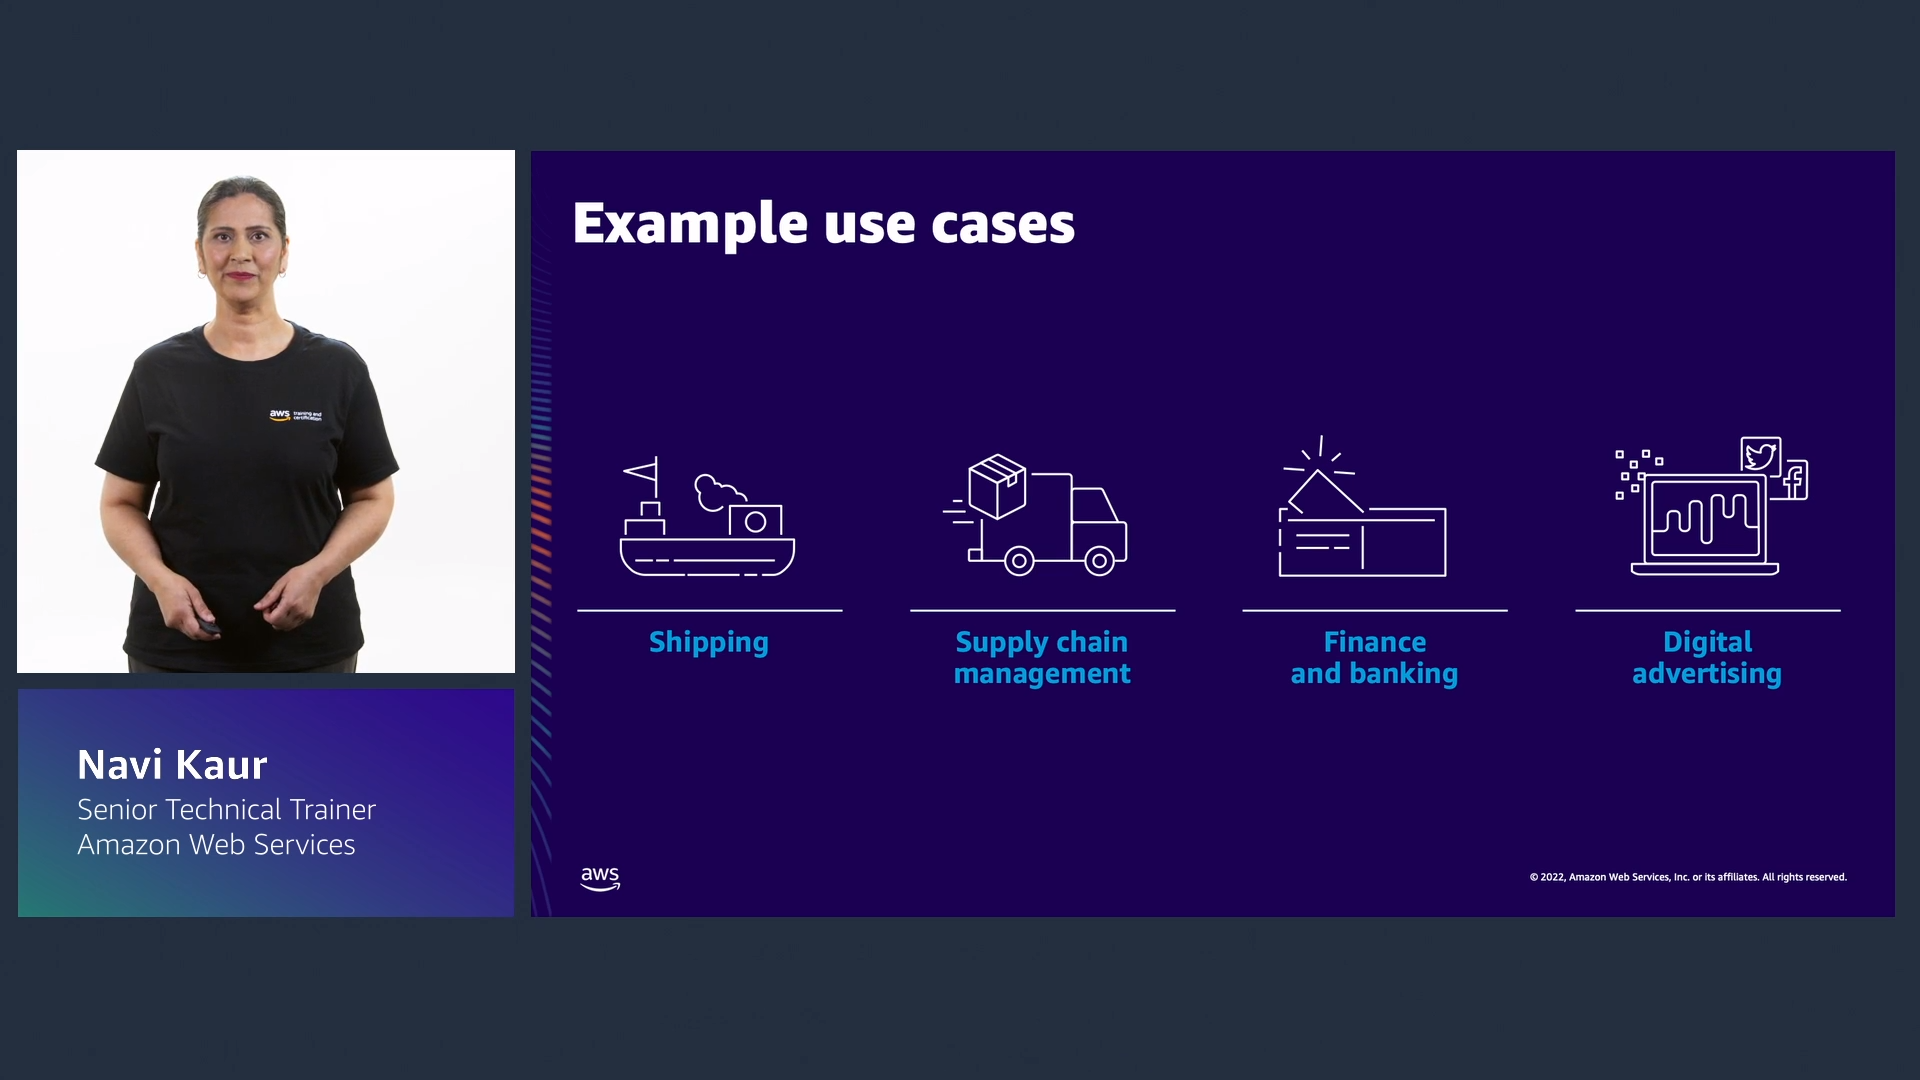 Example use cases
aws training and
certification
Shipping
Supply chain
management
Finance
and banking
Digital
advertising
Navi Kaur
Senior Technical Trainer
Amazon Web Services
aws
© 2022, Amazon Web Services, Inc. or its affiliates. All rights reserved.